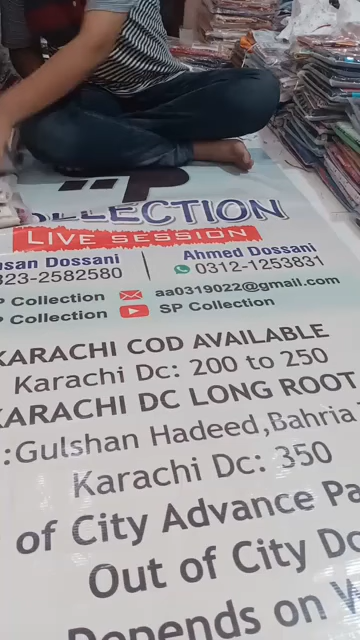 P
COLLECTION
LIVE SESSION
san Dossani Ahmed Dossani
323-2582580 0312-1253831
P Collection aa0319022@gmail.com
P Collection SP Collection
KARACHI COD AVAILABLE
Karachi Dc: 200 to 250
KARACHI DC LONG ROOT
:Gulshan Hadeed,Bahria
Karachi Dc: 350
of City Advance Pa
Out of City Do
Depends on W